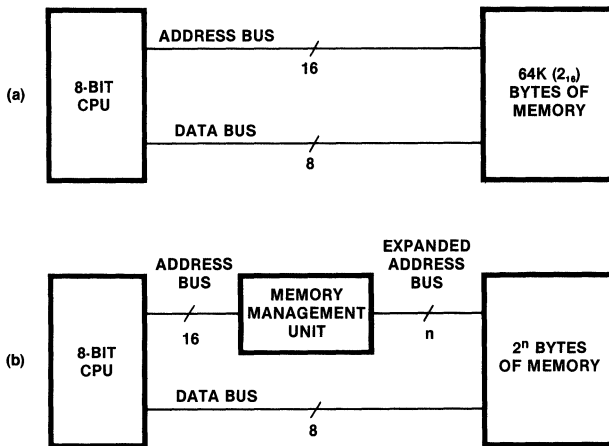 (a)
8-BIT
CPU
ADDRESS BUS
16
DATA BUS
8
64K (2₁₆)
BYTES OF
MEMORY
(b)
8-BIT
CPU
ADDRESS
BUS
16
MEMORY
MANAGEMENT
UNIT
EXPANDED
ADDRESS
BUS
n
DATA BUS
8
2ⁿ BYTES
OF MEMORY